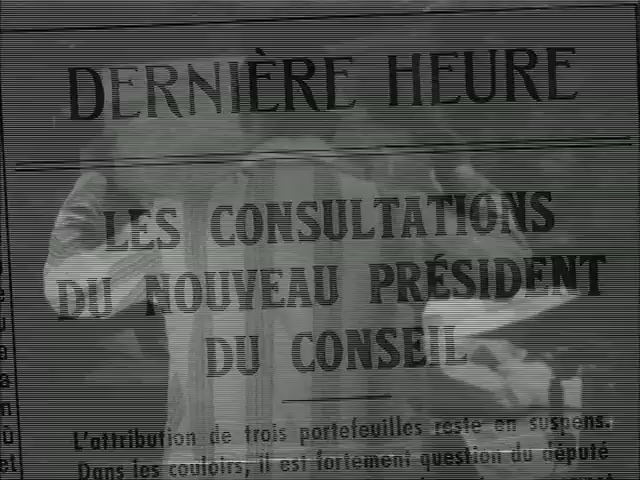 DERNIÈRE HEURE
LES CONSULTATIONS
DU NOUVEAU PRÉSIDENT
DU CONSEIL
L'attribution de trois portefeuilles reste en suspens.
Dans les couloirs, il est fortement question du député